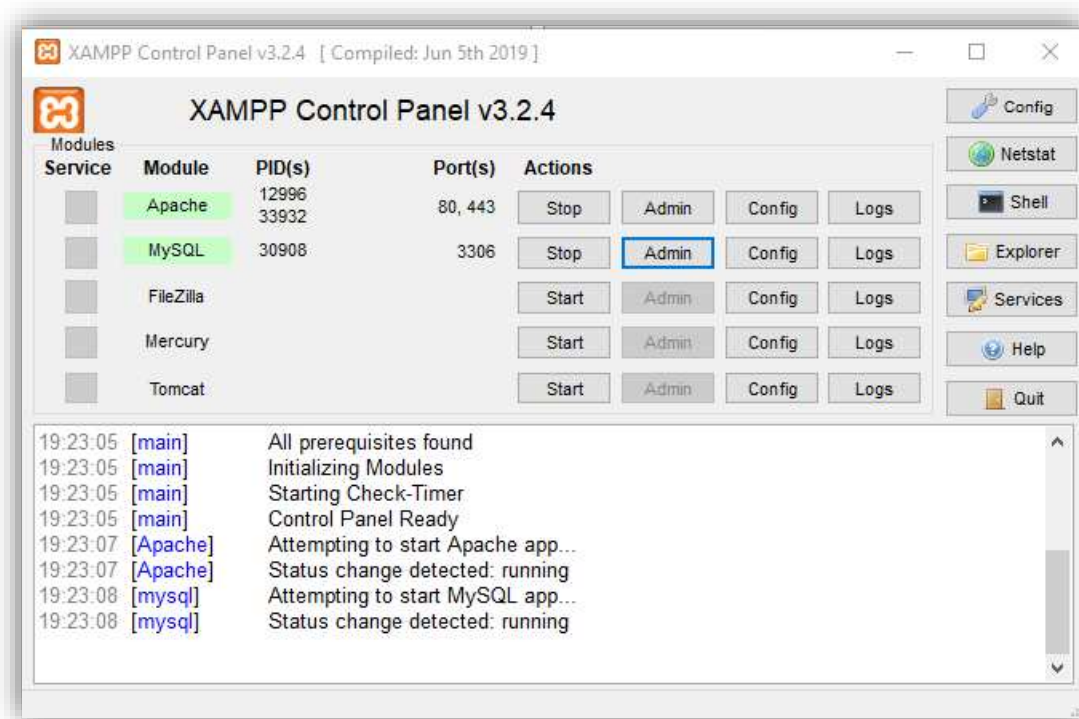 XAMPP Control Panel v3.2.4 [ Compiled: Jun 5th 2019 ]
XAMPP Control Panel v3.2.4
Config
Netstat
Shell
Explorer
Services
Help
Quit
Modules
Service Module PID(s) Port(s) Actions
Apache 12996 33932 80, 443 Stop Admin Config Logs
MySQL 30908 3306 Stop Admin Config Logs
FileZilla Start Admin Config Logs
Mercury Start Admin Config Logs
Tomcat Start Admin Config Logs
19:23:05 [main] All prerequisites found
19:23:05 [main] Initializing Modules
19:23:05 [main] Starting Check-Timer
19:23:05 [main] Control Panel Ready
19:23:07 [Apache] Attempting to start Apache app...
19:23:07 [Apache] Status change detected: running
19:23:08 [mysql] Attempting to start MySQL app...
19:23:08 [mysql] Status change detected: running